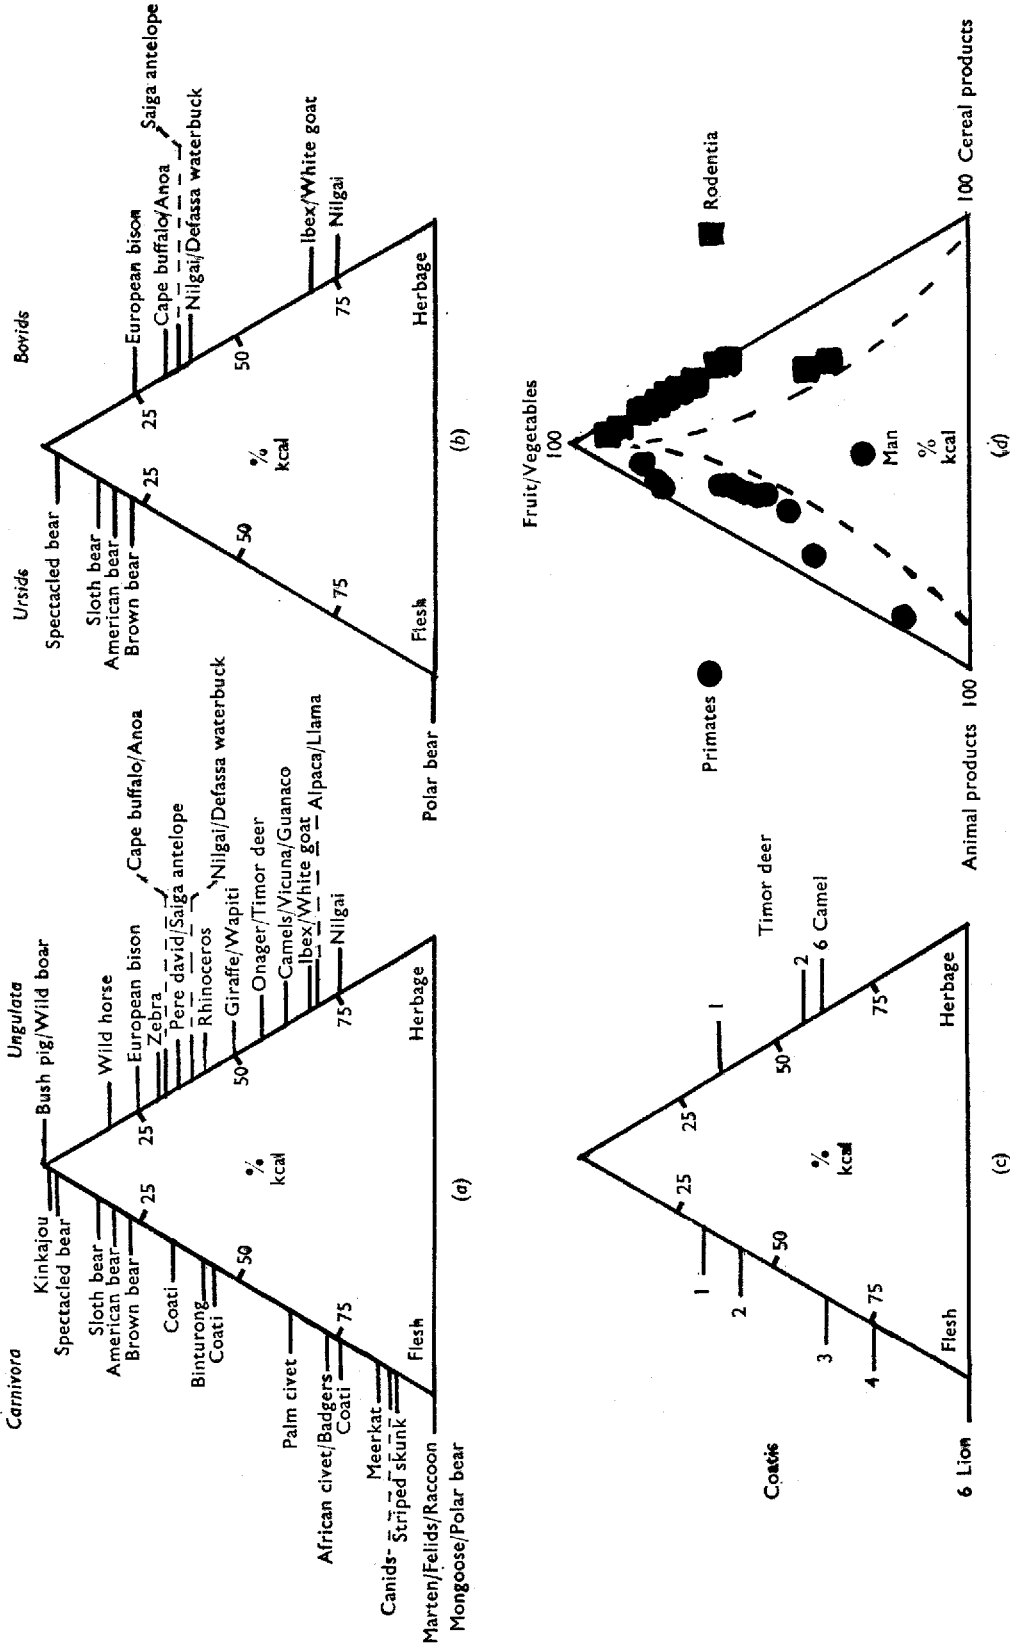 Carnivora
Ungulata
Kinkajou
Bush pig/Wild boar
Spectacled bear
Sloth bear
American bear
Brown bear
Coati
Binturong
Coati
Palm civet
African civet/Badgers
Coati
Meerkat
Canids
Striped skunk
Marten/Felids/Raccoon
Mongoose/Polar bear
Wild horse
European bison
Zebra
Cape buffalo/Anoa
Pere david/Saiga antelope
Nilgai/Defassa waterbuck
Rhinoceros
Giraffe/Wapiti
Onager/Timor deer
Camels/Vicuna/Guanaco
Ibex/White goat
Alpaca/Llama
Nilgai
25
25
50
50
75
75
%
kcal
Flesh
Herbage
(a)
Ursids
Bovids
Spectacled bear
Sloth bear
American bear
Brown bear
Polar bear
European bison
Cape buffalo/Anoa
Saiga antelope
Nilgai/Defassa waterbuck
Ibex/White goat
Nilgai
25
25
50
50
75
75
%
kcal
Flesh
Herbage
(b)
Coatis
Timor deer
1
2
3
4
6 Lion
1
2
6 Camel
25
25
50
50
75
75
%
kcal
Flesh
Herbage
(c)
Fruit/Vegetables
100
Primates
Rodentia
Man
%
kcal
Animal products 100
100 Cereal products
(d)